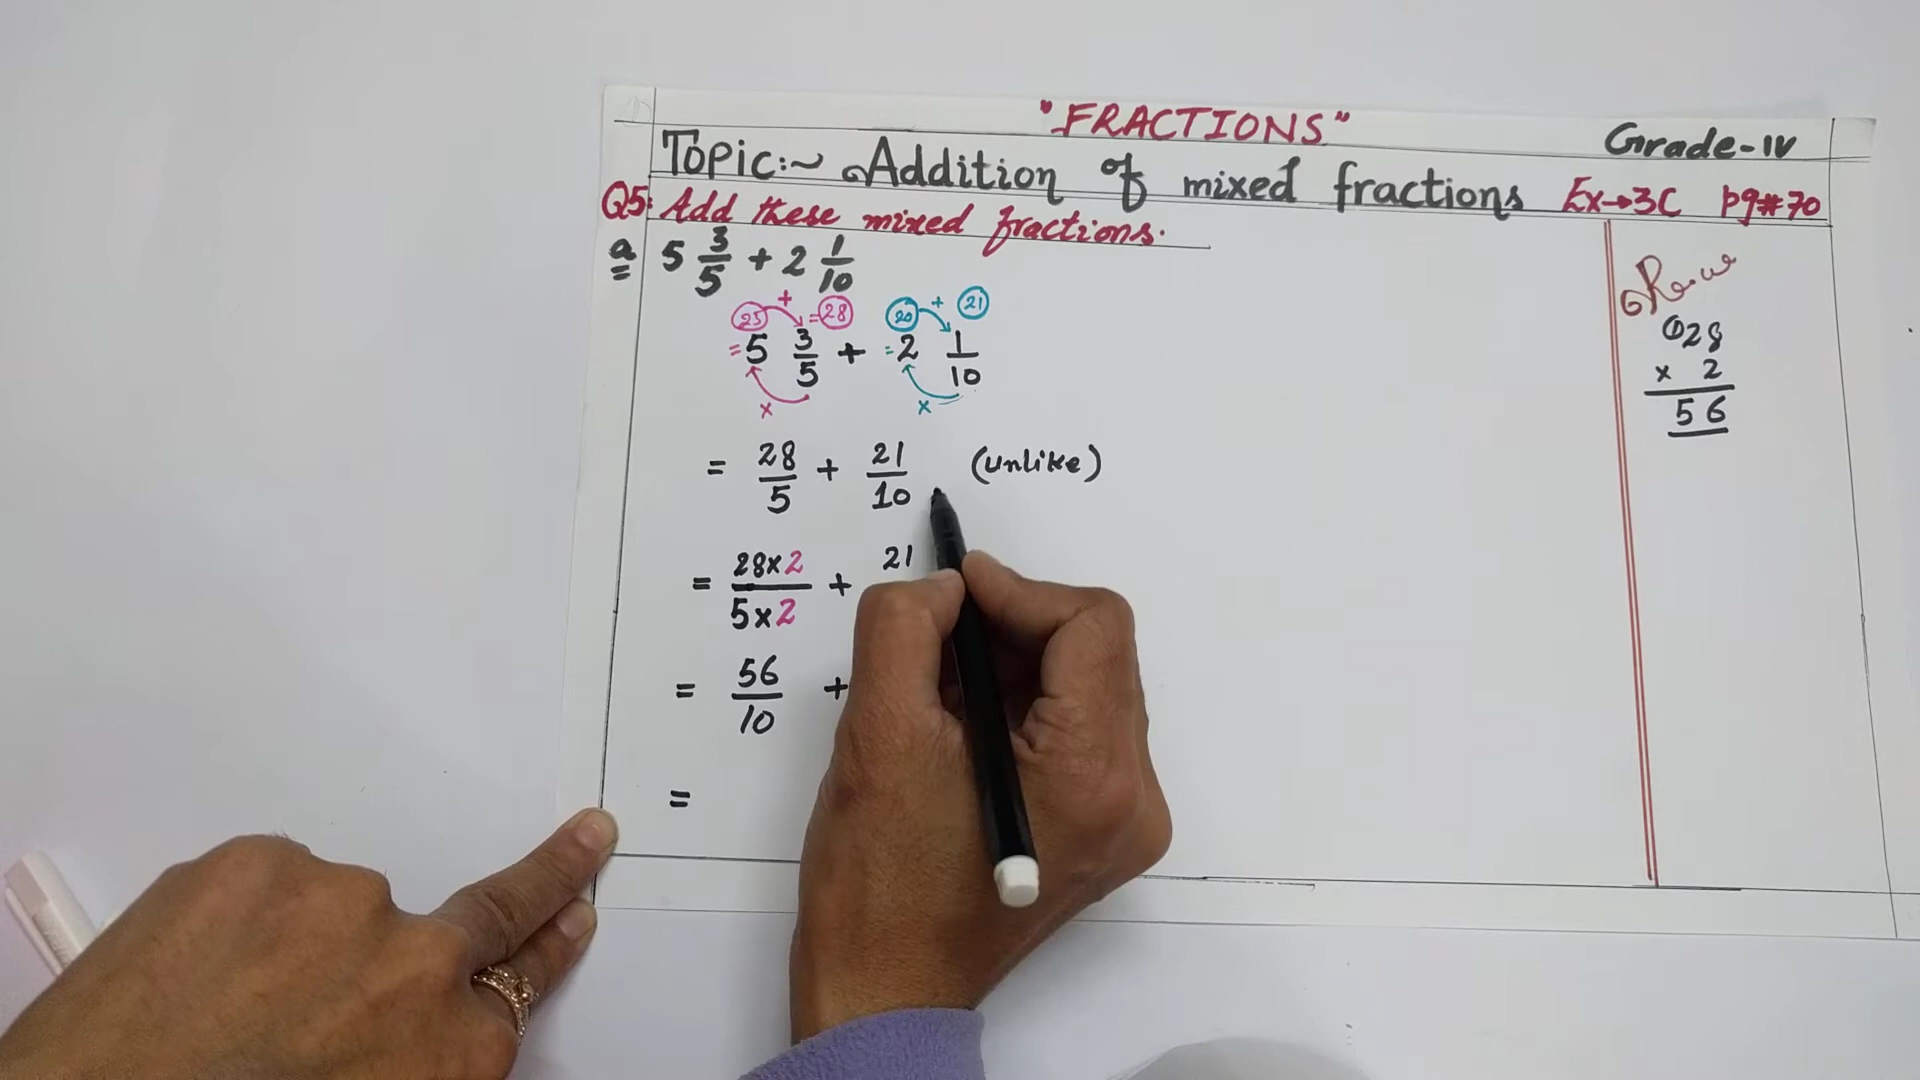 "FRACTIONS"
Grade-IV
Topic:~ Addition of mixed fractions Ex→3C pg#70
Q5: Add these mixed fractions.
a 5 3/5 + 2 1/10
25 + = 28 20 + 21
= 5 3/5 + = 2 1/10
x x
= 28/5 + 21/10 (unlike)
= 28×2/5×2 + 21
= 56/10 +
=
1 28
x 2
56